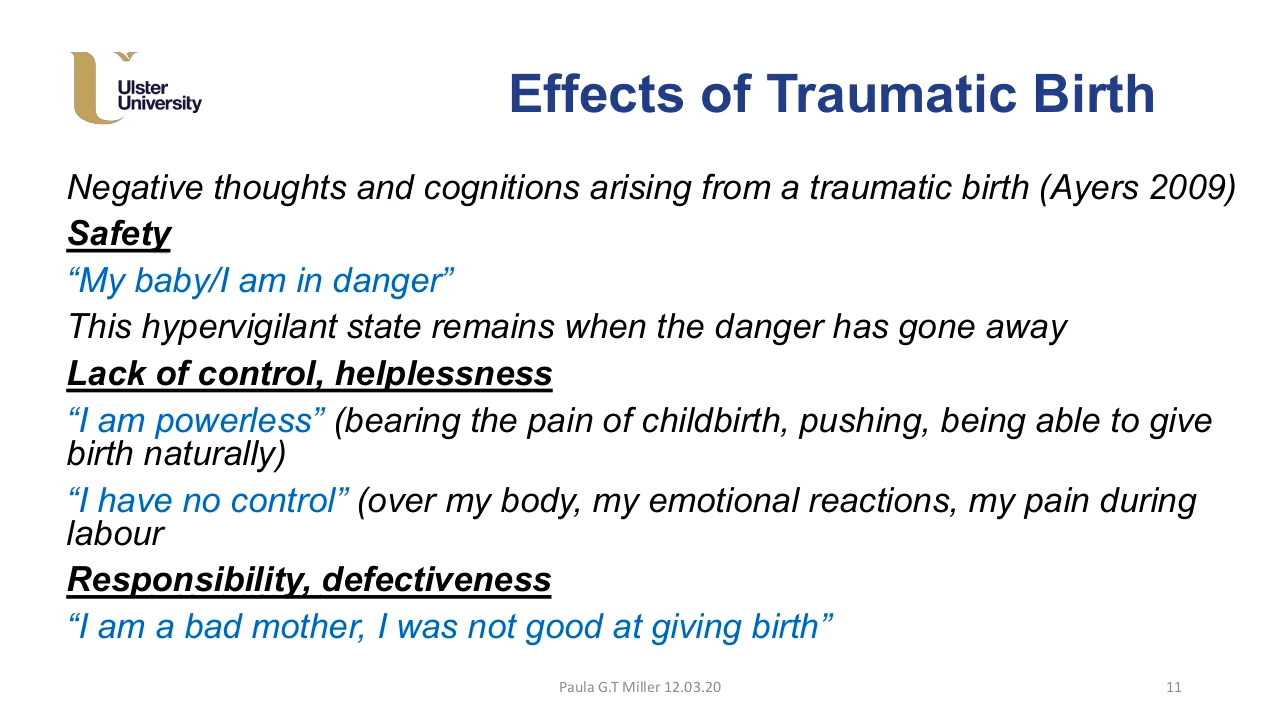 Ulster
University
Effects of Traumatic Birth
Negative thoughts and cognitions arising from a traumatic birth (Ayers 2009)
Safety
“My baby/I am in danger”
This hypervigilant state remains when the danger has gone away
Lack of control, helplessness
“I am powerless” (bearing the pain of childbirth, pushing, being able to give
birth naturally)
“I have no control” (over my body, my emotional reactions, my pain during
labour
Responsibility, defectiveness
“I am a bad mother, I was not good at giving birth”
Paula G.T Miller 12.03.20
11